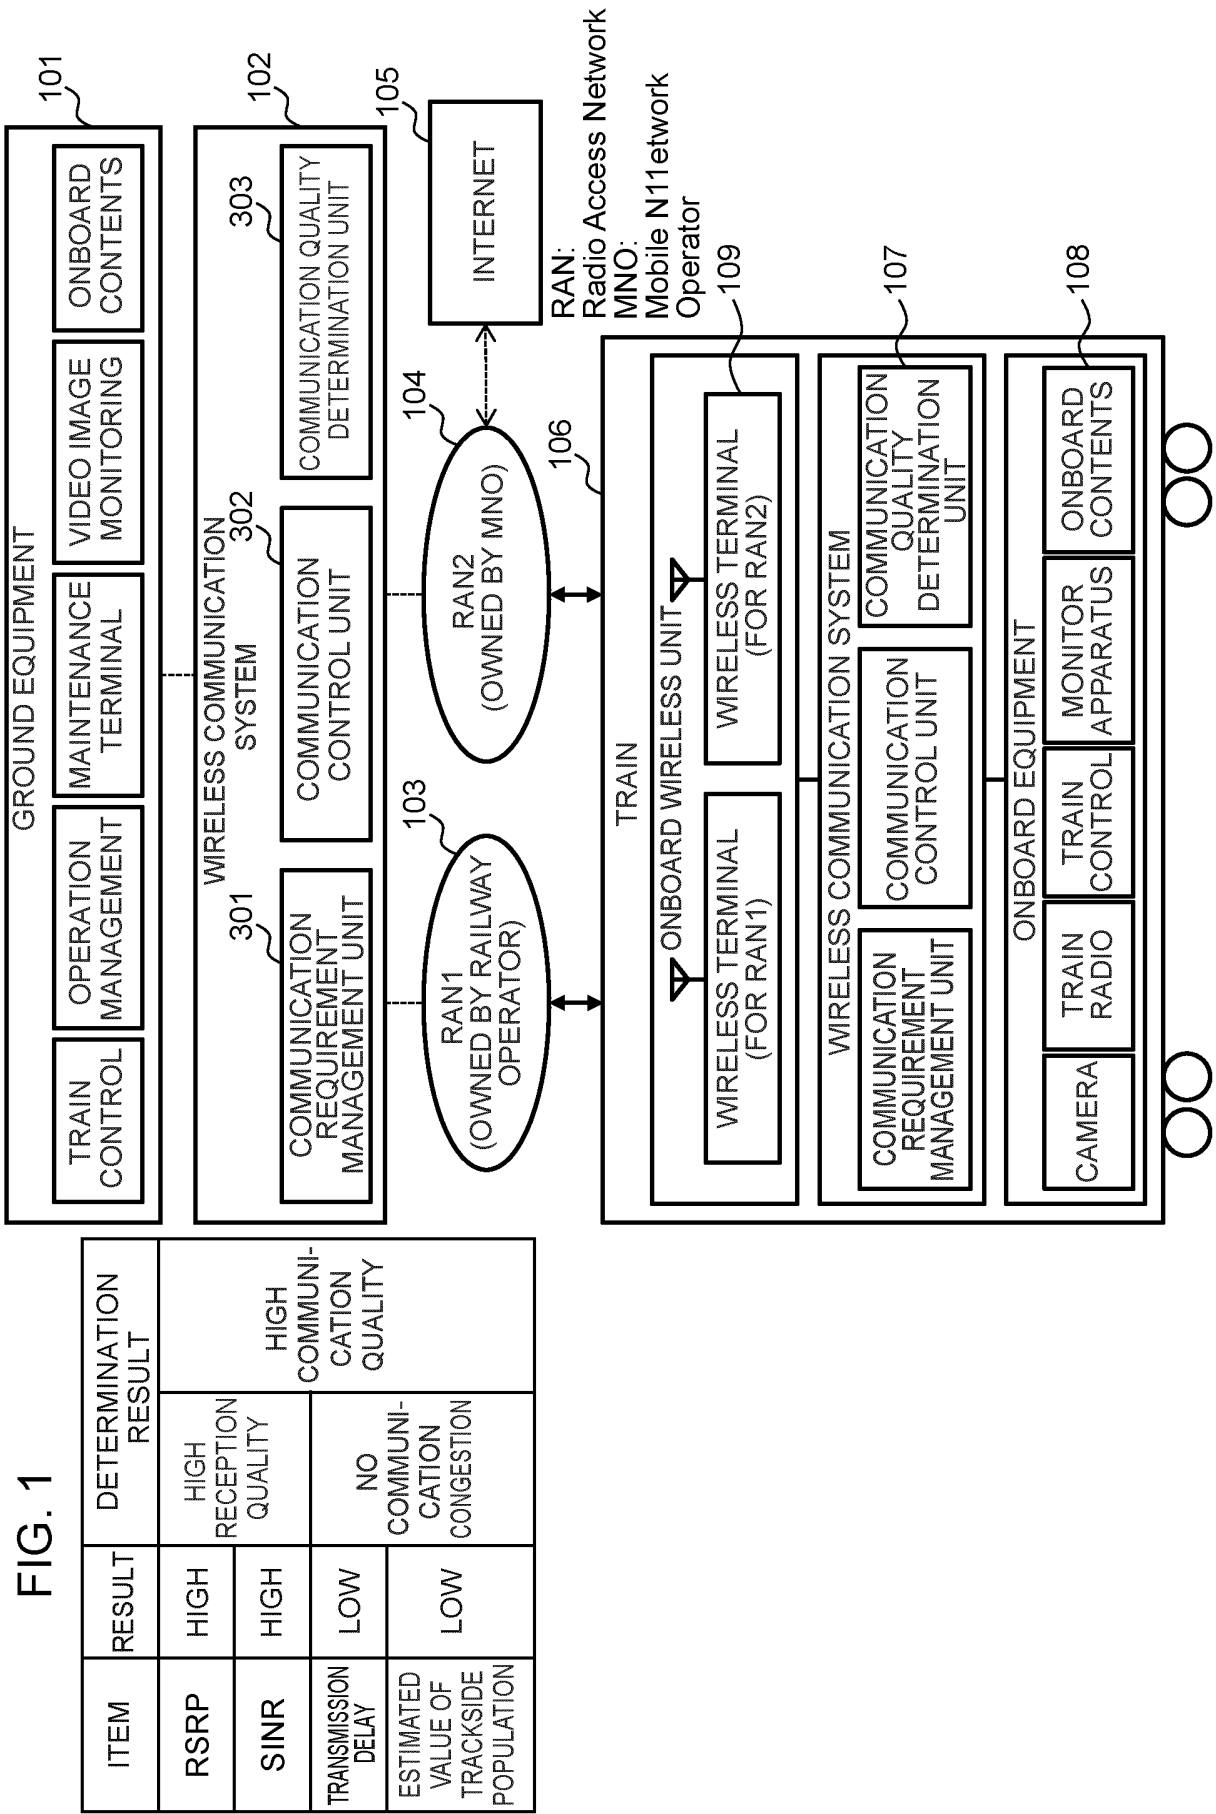 FIG. 1
ITEM
RESULT
DETERMINATION
RESULT
RSRP
HIGH
HIGH
RECEPTION
QUALITY
HIGH
COMMUNI-
CATION
QUALITY
SINR
HIGH
TRANSMISSION
DELAY
LOW
NO
COMMUNI-
CATION
CONGESTION
ESTIMATED
VALUE OF
TRACKSIDE
POPULATION
LOW
GROUND EQUIPMENT
101
TRAIN
CONTROL
OPERATION
MANAGEMENT
MAINTENANCE
TERMINAL
VIDEO IMAGE
MONITORING
ONBOARD
CONTENTS
WIRELESS COMMUNICATION
SYSTEM
102
301
COMMUNICATION
REQUIREMENT
MANAGEMENT UNIT
302
COMMUNICATION
CONTROL UNIT
303
COMMUNICATION QUALITY
DETERMINATION UNIT
103
RAN1
(OWNED BY RAILWAY
OPERATOR)
104
RAN2
(OWNED BY MNO)
105
INTERNET
RAN:
Radio Access Network
MNO:
Mobile N11etwork
Operator
106
TRAIN
ONBOARD WIRELESS UNIT
WIRELESS TERMINAL
(FOR RAN1)
WIRELESS TERMINAL
(FOR RAN2)
109
WIRELESS COMMUNICATION SYSTEM
107
COMMUNICATION
REQUIREMENT
MANAGEMENT UNIT
COMMUNICATION
CONTROL UNIT
COMMUNICATION
QUALITY
DETERMINATION
UNIT
ONBOARD EQUIPMENT
108
CAMERA
TRAIN
RADIO
TRAIN
CONTROL
MONITOR
APPARATUS
ONBOARD
CONTENTS